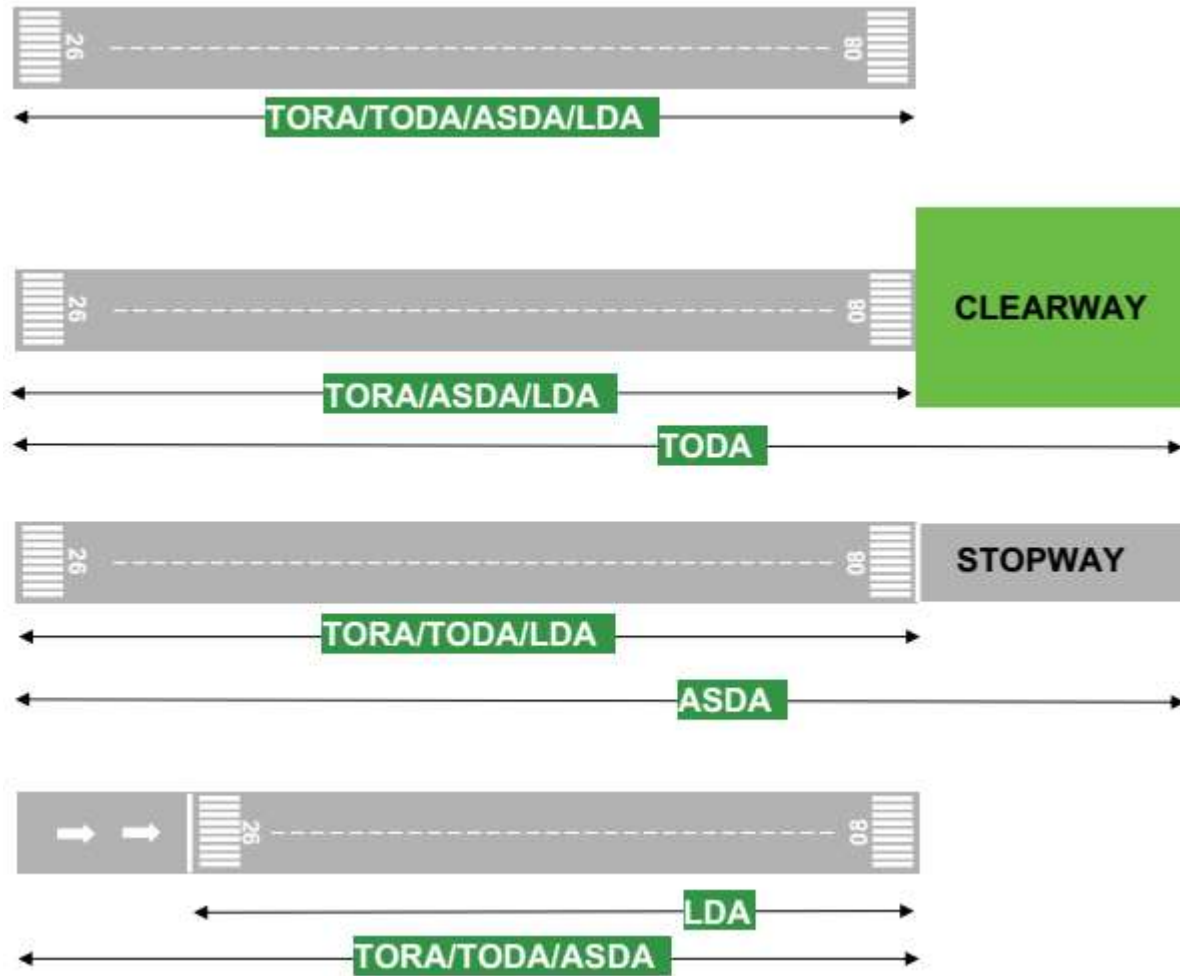 26
08
TORA/TODA/ASDA/LDA
26
08
CLEARWAY
TORA/ASDA/LDA
TODA
26
08
STOPWAY
TORA/TODA/LDA
ASDA
26
08
LDA
TORA/TODA/ASDA